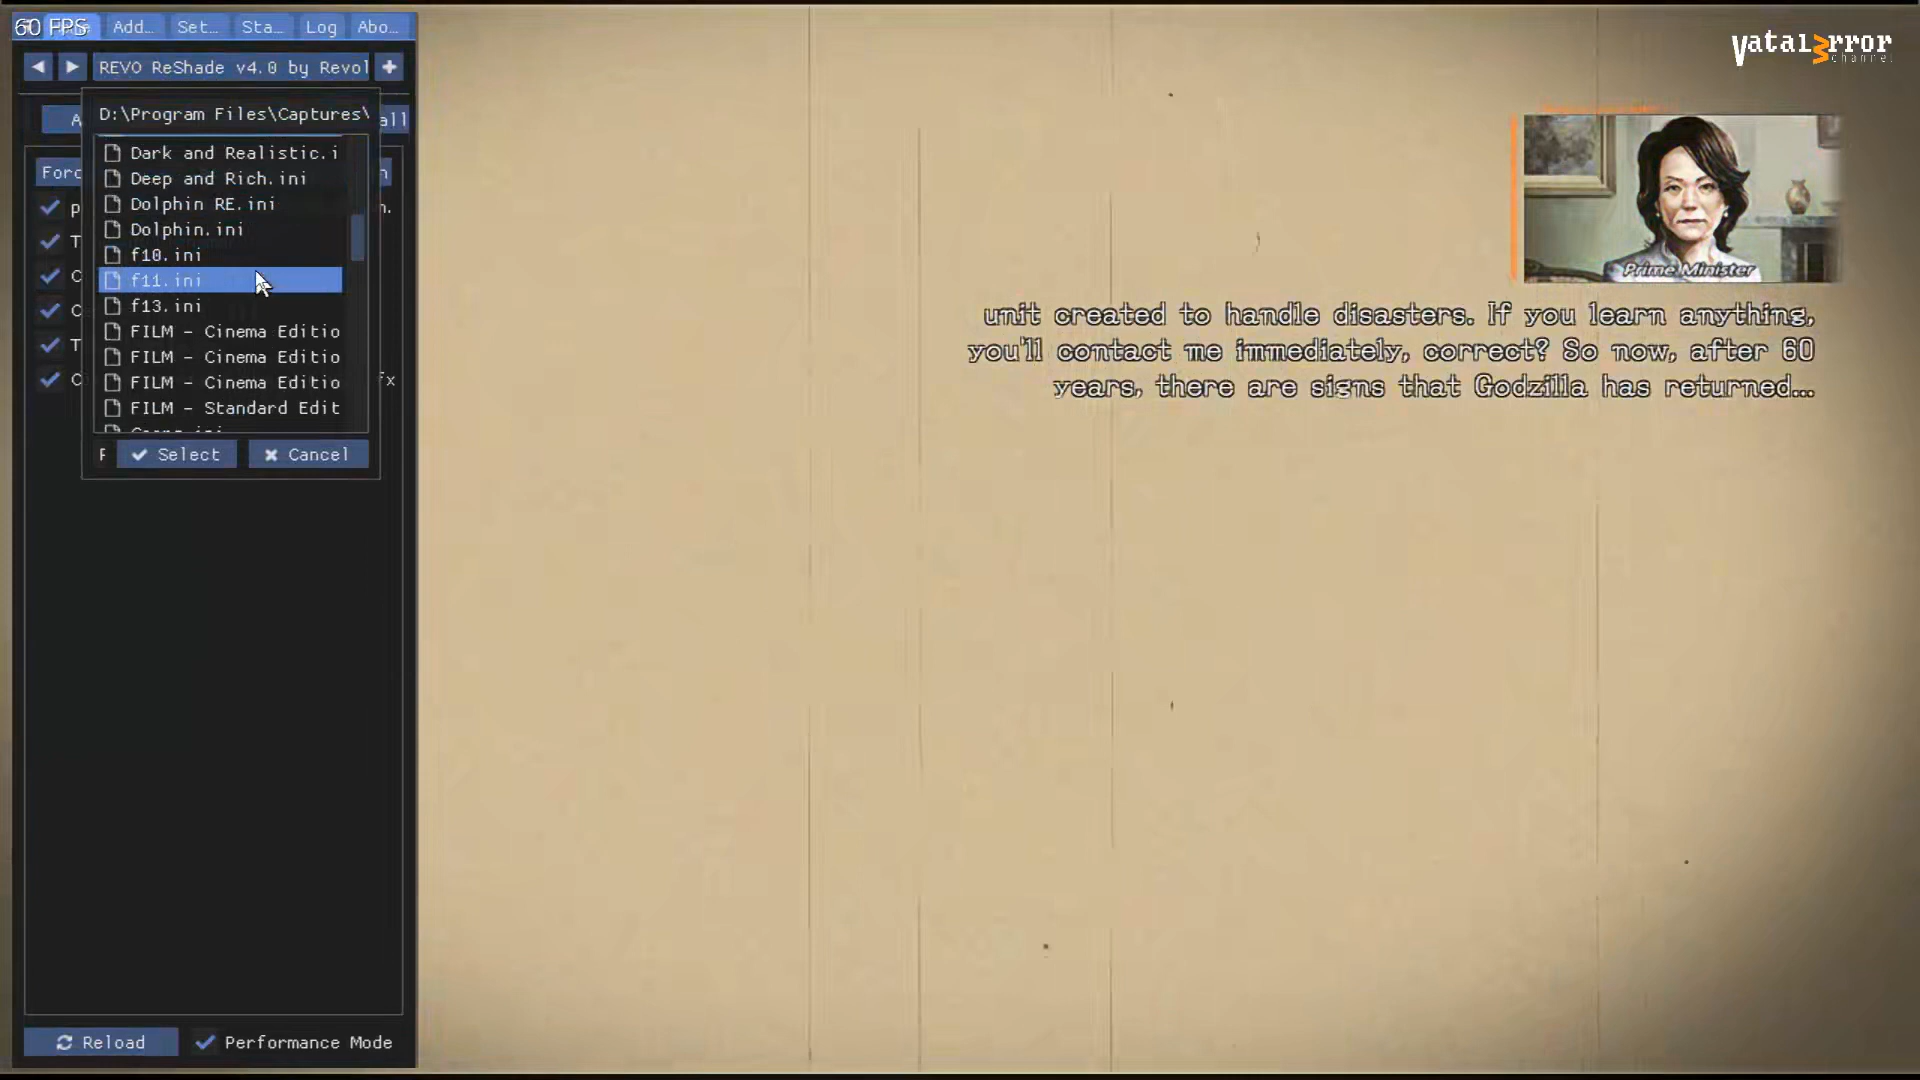 60 FPS
Add...
Set...
Sta...
Log
Abo...
REVO ReShade v4.0 by Revol
D:\Program Files\Captures\
all
Dark and Realistic.i
Forc
Deep and Rich.ini
Dolphin RE.ini
Dolphin.ini
f10.ini
f11.ini
f13.ini
FILM - Cinema Editio
FILM - Cinema Editio
FILM - Cinema Editio
FILM - Standard Edit
Select
Cancel
Reload
Performance Mode
Vatal3rror
channel
Prime Minister
unit created to handle disasters. If you learn anything,
you'll contact me immediately, correct? So now, after 60
years, there are signs that Godzilla has returned...